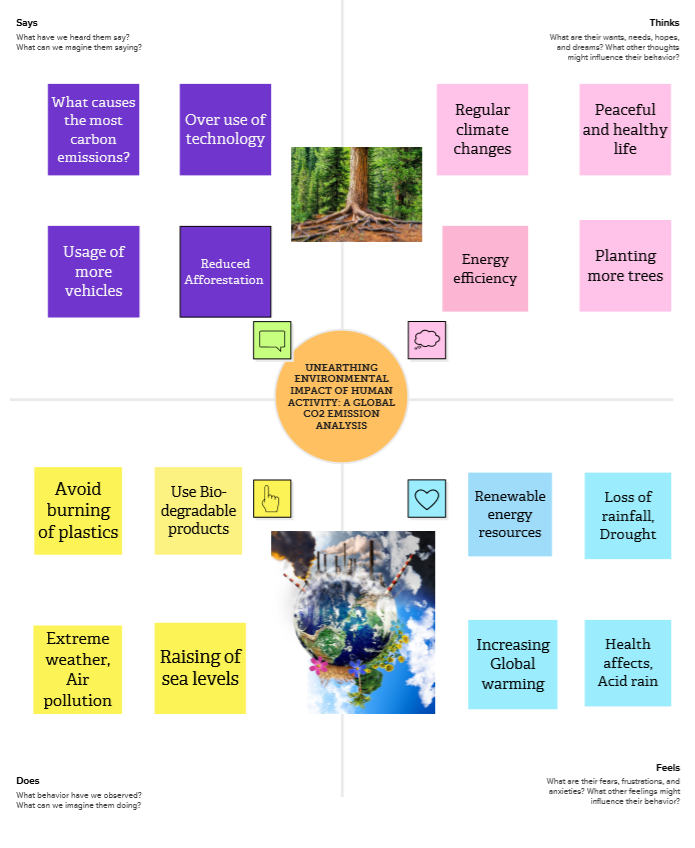 Says
What have we heard them say?
What can we magine them saying?
Thinks
What are their wants, needs, hopes,
and dreams? What other thoughts
might influence their behavior?
What causes
the most
carbon
emissions?
Over use of
technology
Regular
climate
changes
Peaceful
and healthy
life
Usage of
more
vehicles
Reduced
Afforestation
Energy
efficiency
Planting
more trees
UNEARTHING
ENVIRONMENTAL
IMPACT OF HUMAN
ACTIVITY: A GLOBAL
CO2 EMISSION
ANALYSIS
Avoid
burning
of plastics
Use Bio-
degradable
products
Renewable
energy
resources
Loss of
rainfall,
Drought
Extreme
weather,
Air
pollution
Raising of
sea levels
Increasing
Global
warming
Health
affects,
Acid rain
Does
What behavior have we observed?
What can we imagine them doing?
Feels
What are their fears, frustrations, and
anxieties? What other feelings might
influence their behavior?